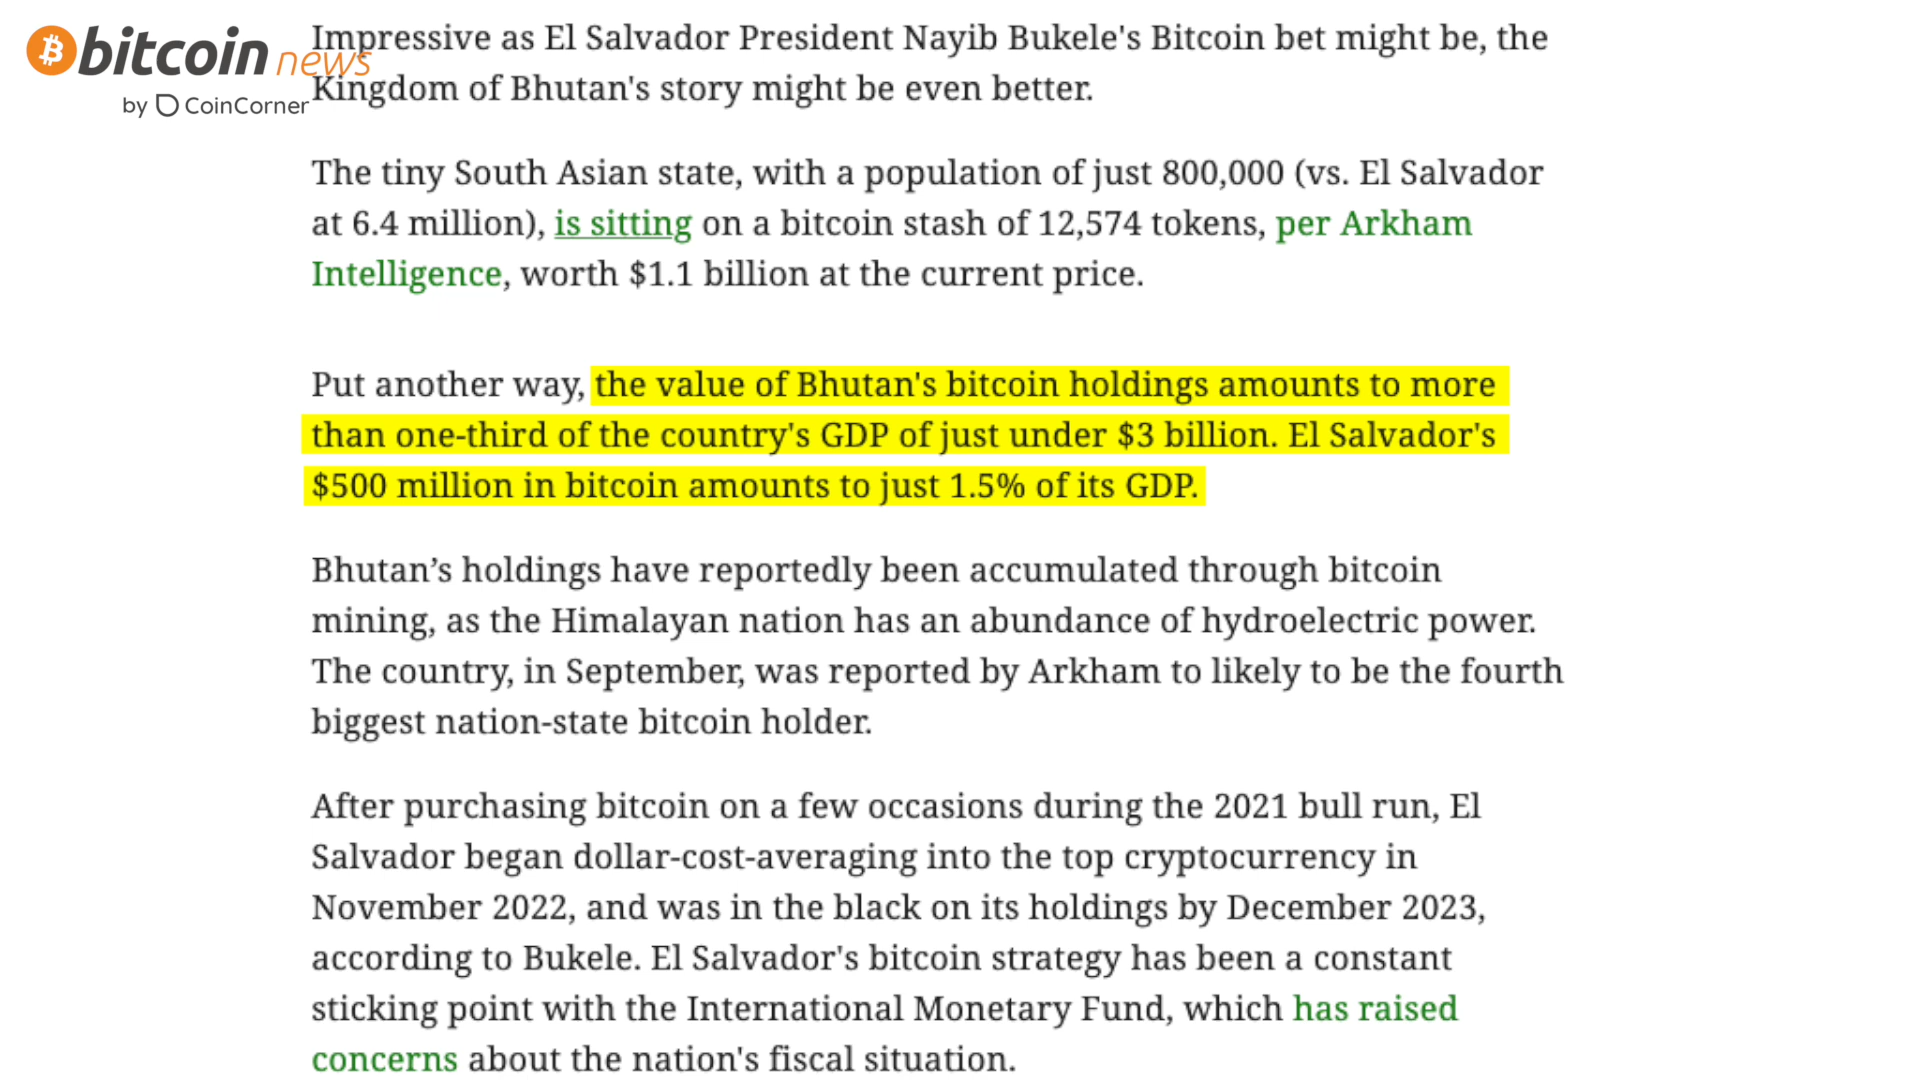 bitcoin news
by CoinCorner
Impressive as El Salvador President Nayib Bukele's Bitcoin bet might be, the
Kingdom of Bhutan's story might be even better.
The tiny South Asian state, with a population of just 800,000 (vs. El Salvador
at 6.4 million), is sitting on a bitcoin stash of 12,574 tokens, per Arkham
Intelligence, worth $1.1 billion at the current price.
Put another way, the value of Bhutan's bitcoin holdings amounts to more
than one-third of the country's GDP of just under $3 billion. El Salvador's
$500 million in bitcoin amounts to just 1.5% of its GDP.
Bhutan’s holdings have reportedly been accumulated through bitcoin
mining, as the Himalayan nation has an abundance of hydroelectric power.
The country, in September, was reported by Arkham to likely to be the fourth
biggest nation-state bitcoin holder.
After purchasing bitcoin on a few occasions during the 2021 bull run, El
Salvador began dollar-cost-averaging into the top cryptocurrency in
November 2022, and was in the black on its holdings by December 2023,
according to Bukele. El Salvador's bitcoin strategy has been a constant
sticking point with the International Monetary Fund, which has raised
concerns about the nation's fiscal situation.